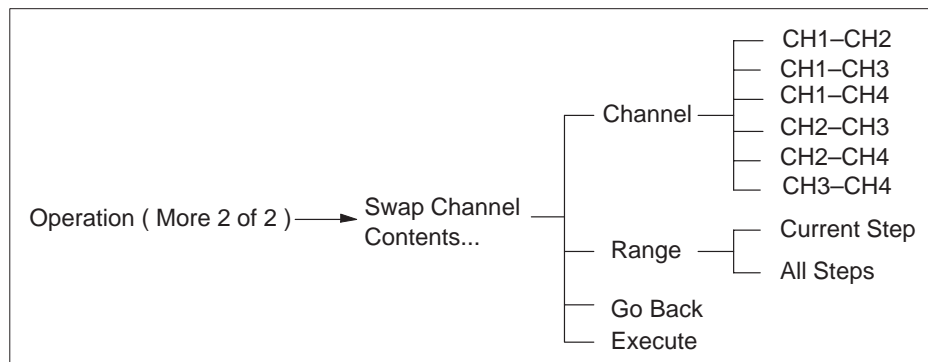 Operation ( More 2 of 2 )
Swap Channel
Contents...
Channel
CH1–CH2
CH1–CH3
CH1–CH4
CH2–CH3
CH2–CH4
CH3–CH4
Range
Current Step
All Steps
Go Back
Execute